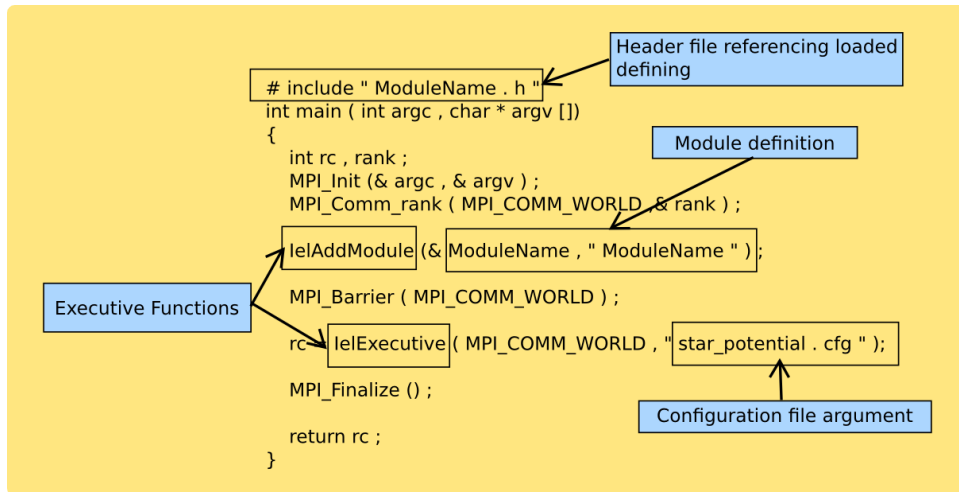 Header file referencing loaded
defining
# include " ModuleName . h "
int main ( int argc , char * argv [])
{
int rc , rank ;
Module definition
MPI_Init (& argc , & argv ) ;
MPI_Comm_rank ( MPI_COMM_WORLD ,& rank ) ;
IelAddModule (& ModuleName , " ModuleName " ) ;
Executive Functions
MPI_Barrier ( MPI_COMM_WORLD ) ;
rc IelExecutive ( MPI_COMM_WORLD , " star_potential . cfg " );
MPI_Finalize () ;
Configuration file argument
return rc ;
}